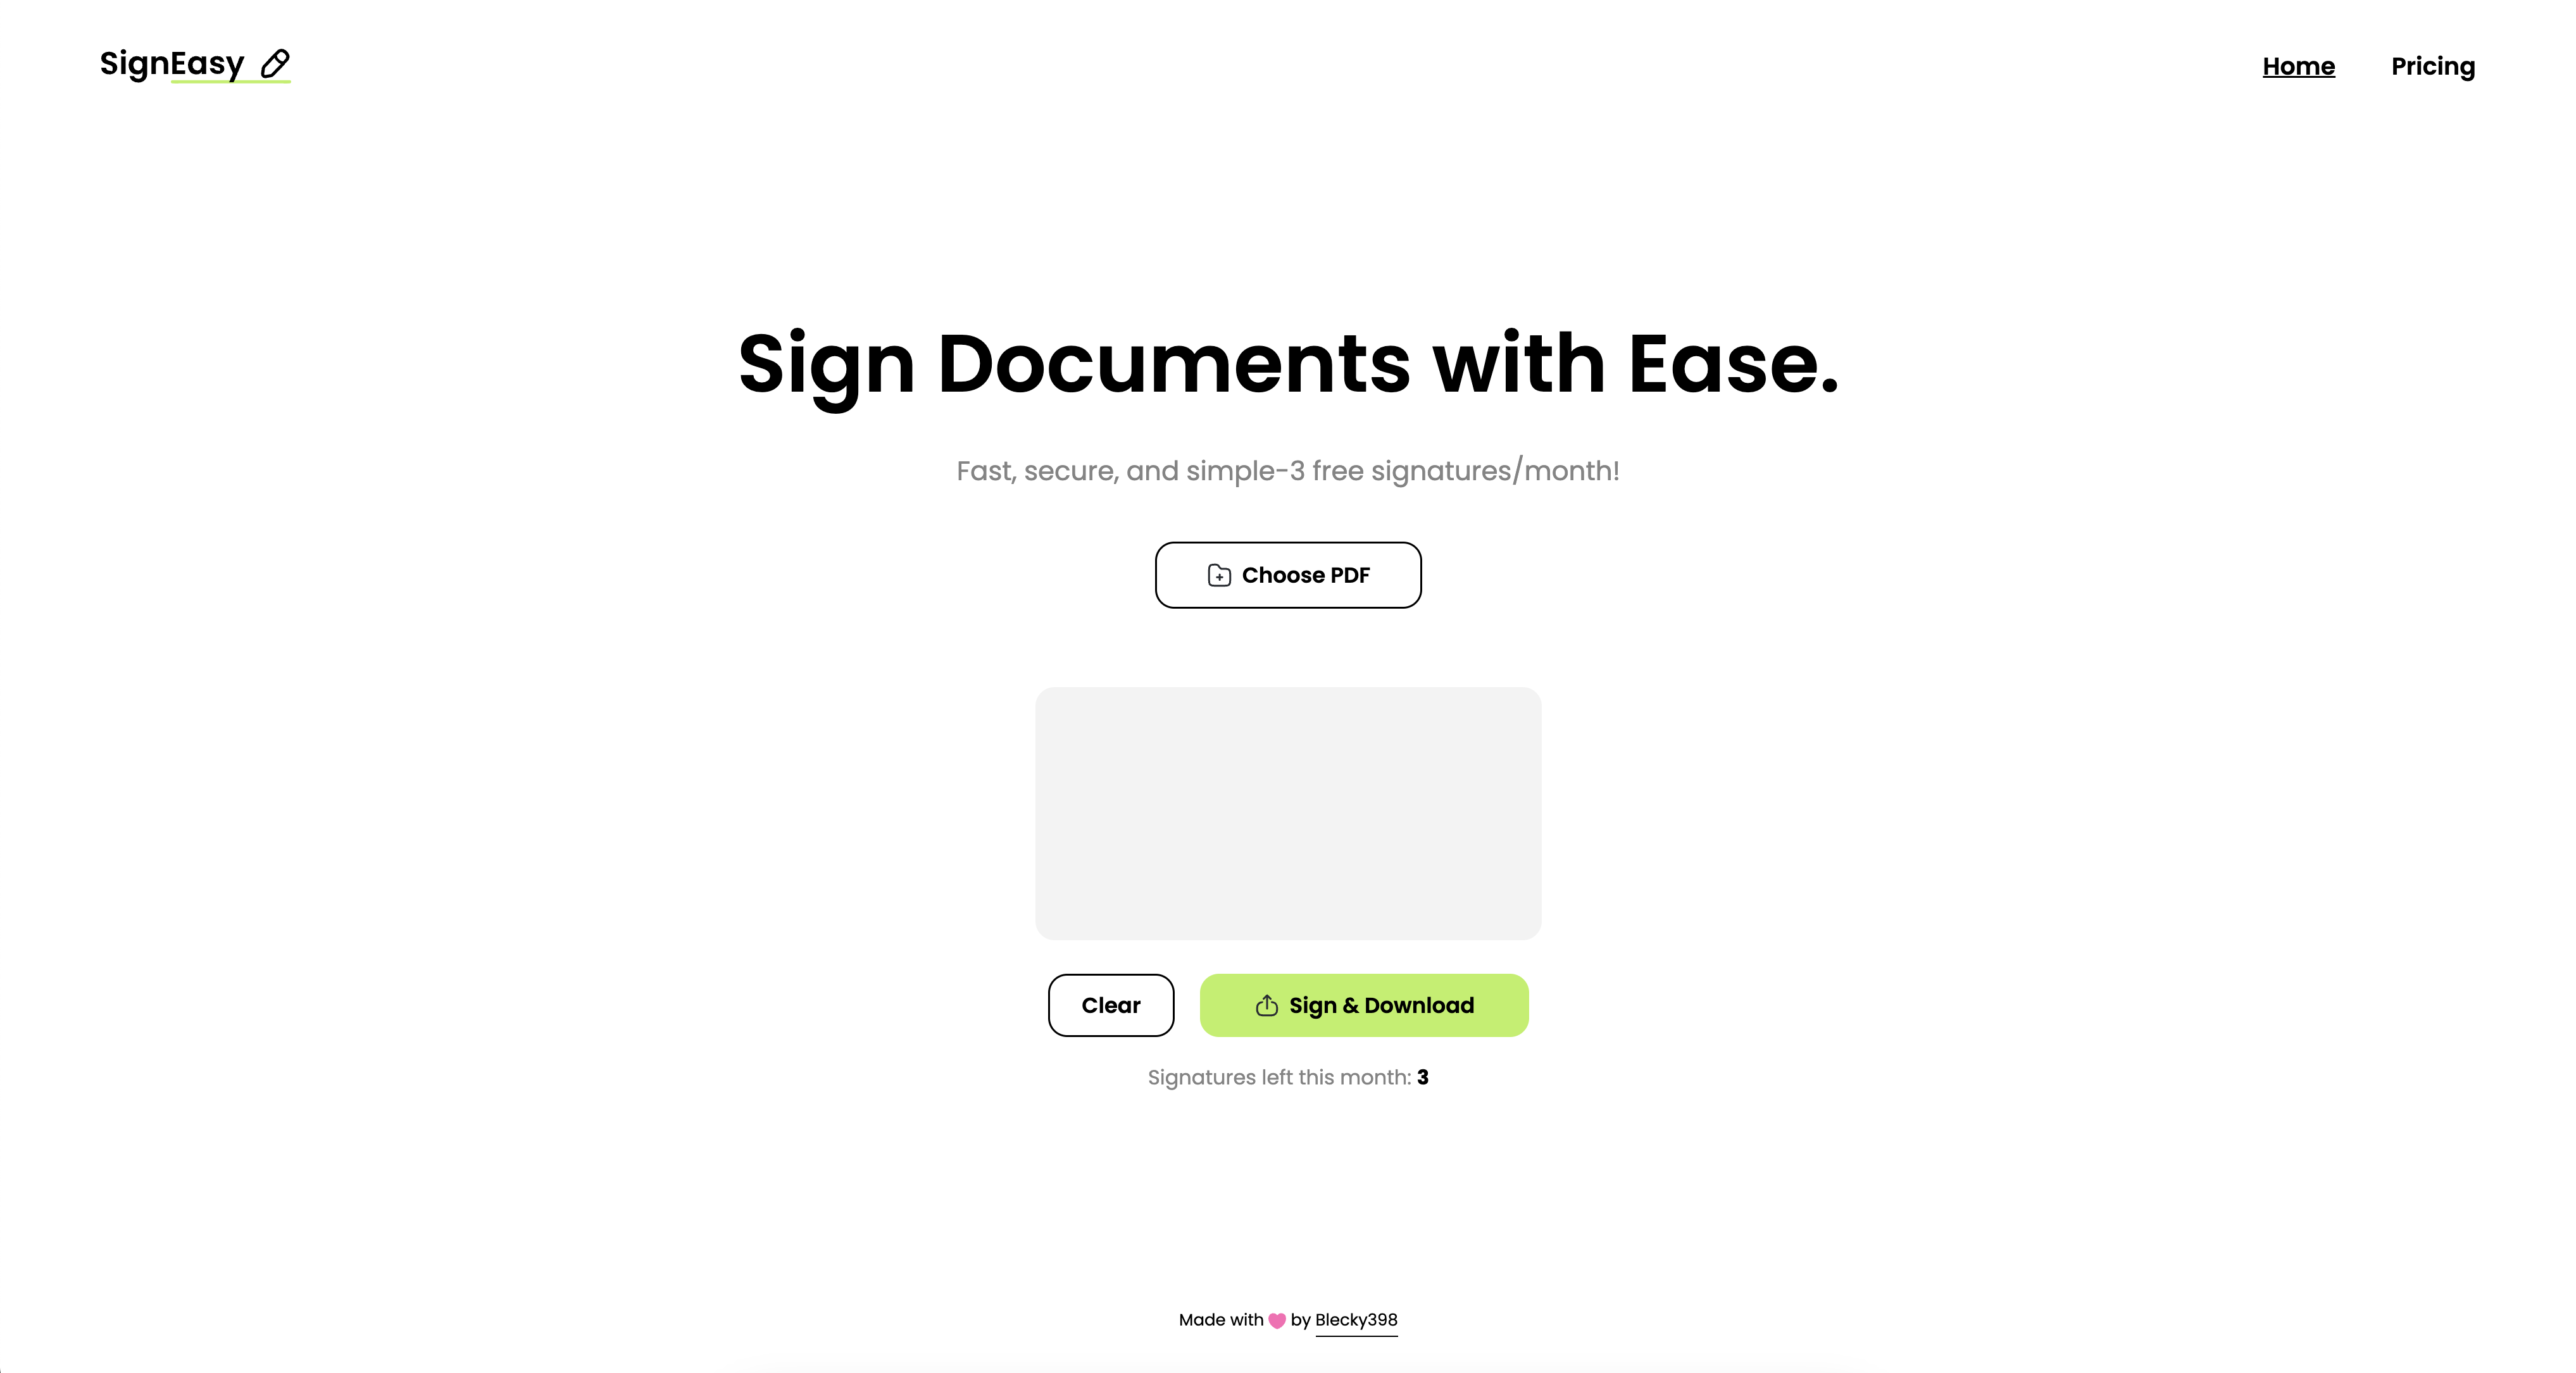 SignEasy
Home
Pricing
Sign Documents with Ease.
Fast, secure, and simple-3 free signatures/month!
Choose PDF
Clear
Sign & Download
Signatures left this month: 3
Made with by Blecky398